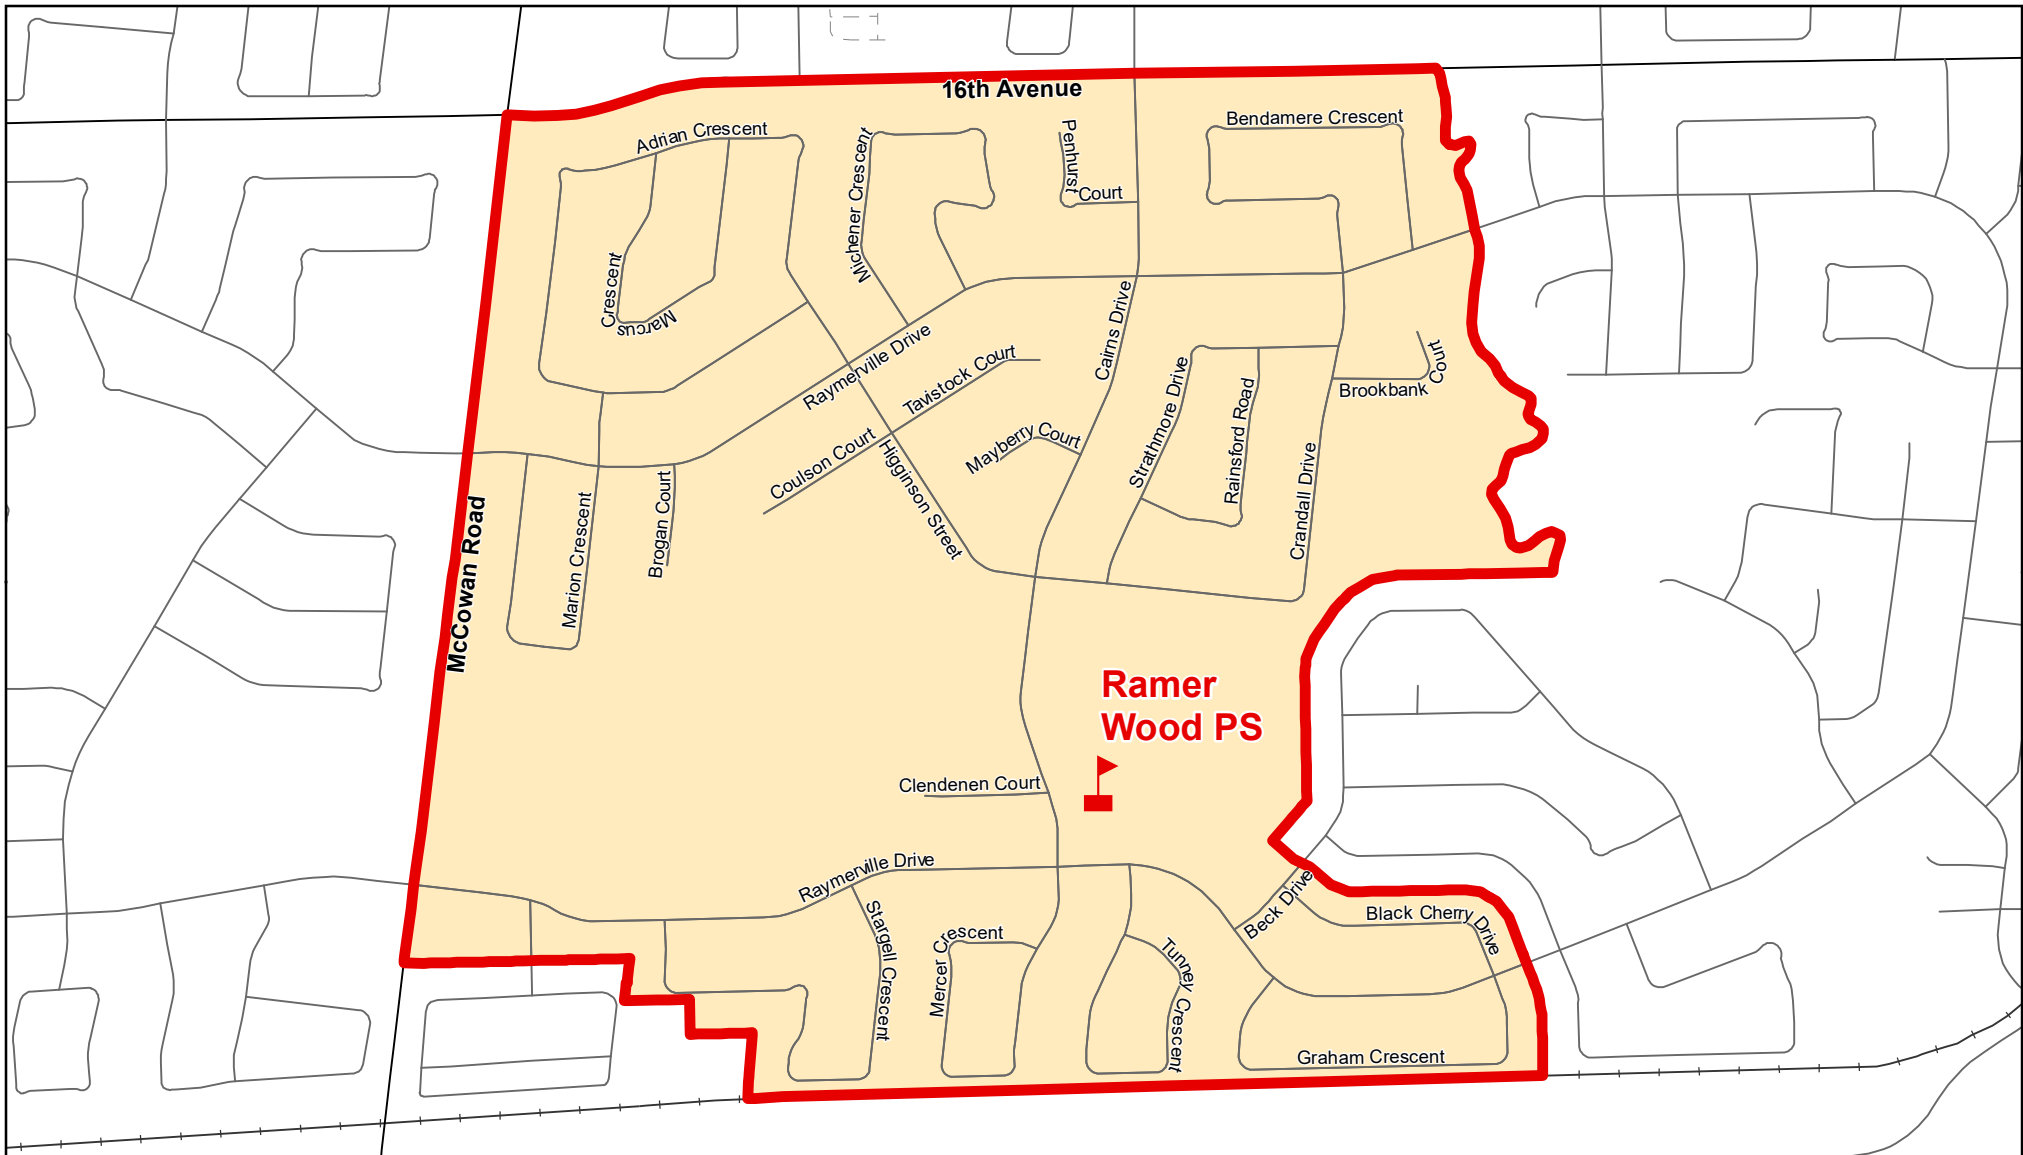 16th Avenue
Adrian Crescent
Michener Crescent
Penhurst
Court
Bendamere Crescent
Crescent
Marcus
Raymerville Drive
Tavistock Court
Cairns Drive
Strathmore Drive
Rainsford Road
Brookbank
Court
Coulson Court
Higginson Street
Mayberry Court
Crandall Drive
McCowan Road
Marion Crescent
Brogan Court
Ramer
Wood PS
Clendenen Court
Raymerville Drive
Stargell Crescent
Mercer Crescent
Tunney Crescent
Beck Drive
Black Cherry Drive
Graham Crescent